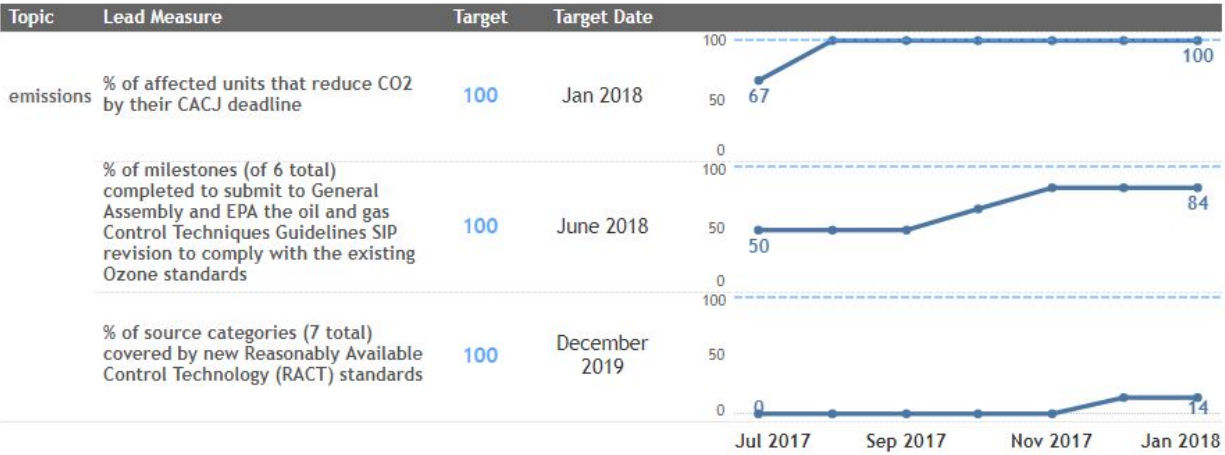 Topic Lead Measure Target Target Date
emissions
% of affected units that reduce CO2
by their CACJ deadline
100
Jan 2018
100
50
0
67
100
% of milestones (of 6 total)
completed to submit to General
Assembly and EPA the oil and gas
Control Techniques Guidelines SIP
revision to comply with the existing
Ozone standards
100
June 2018
100
50
0
50
84
% of source categories (7 total)
covered by new Reasonably Available
Control Technology (RACT) standards
100
December
2019
100
50
0
0
14
Jul 2017 Sep 2017 Nov 2017 Jan 2018